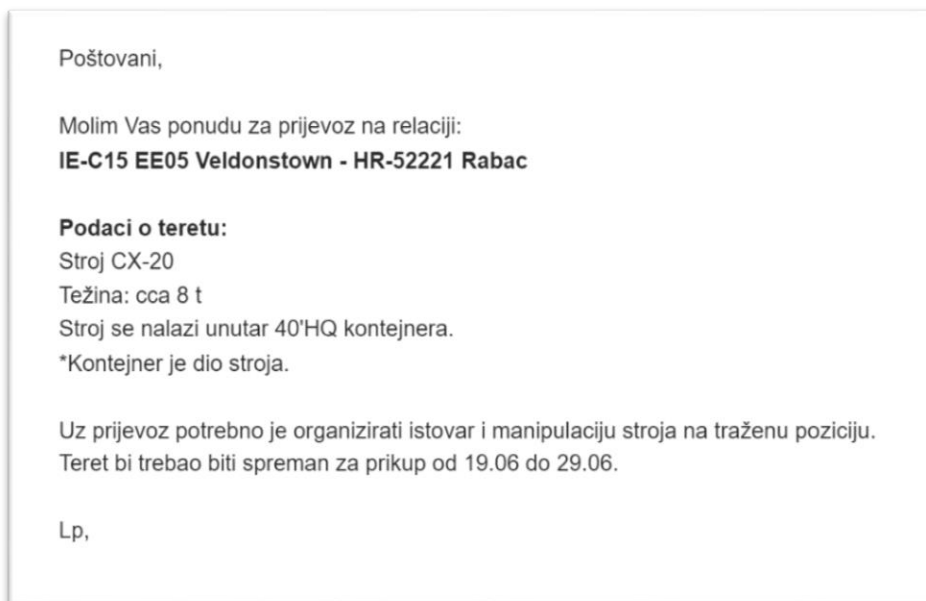 Poštovani,
Molim Vas ponudu za prijevoz na relaciji:
IE-C15 EE05 Veldonstown - HR-52221 Rabac
Podaci o teretu:
Stroj CX-20
Težina: cca 8 t
Stroj se nalazi unutar 40'HQ kontejnera.
*Kontejner je dio stroja.
Uz prijevoz potrebno je organizirati istovar i manipulaciju stroja na traženu poziciju.
Teret bi trebao biti spreman za prikup od 19.06 do 29.06.
Lp,